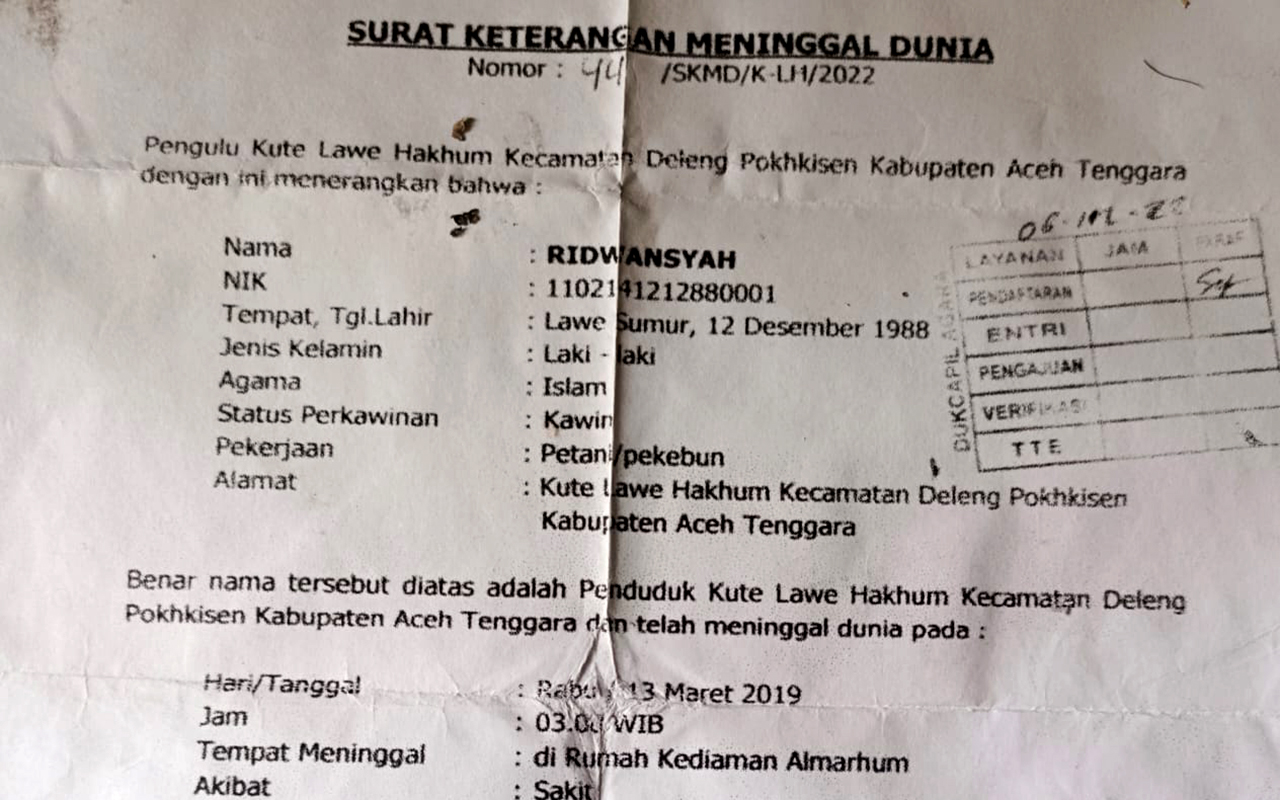 SURAT KETERANGAN MENINGGAL DUNIA
Nomor : 44 /SKMD/K-LH/2022
Pengulu Kute Lawe Hakhum Kecamatan Deleng Pokhkisen Kabupaten Aceh Tenggara
dengan ini menerangkan bahwa :
Nama : RIDWANSYAH
NIK : 1102141212880001
Tempat, Tgl.Lahir : Lawe Sumur, 12 Desember 1988
Jenis Kelamin : Laki - laki
Agama : Islam
Status Perkawinan : Kawin
Pekerjaan : Petani/pekebun
Alamat : Kute Lawe Hakhum Kecamatan Deleng Pokhkisen
Kabupaten Aceh Tenggara
LAYANAN JAM PARAF
PENDAFTARAN
ENTRI
PENGAJUAN
VERIFIKASI
TTE
DUKCAPIL AGARA
Benar nama tersebut diatas adalah Penduduk Kute Lawe Hakhum Kecamatan Deleng
Pokhkisen Kabupaten Aceh Tenggara dan telah meninggal dunia pada :
Hari/Tanggal : Rabu / 13 Maret 2019
Jam : 03.00 WIB
Tempat Meninggal : di Rumah Kediaman Almarhum
Akibat : Sakit